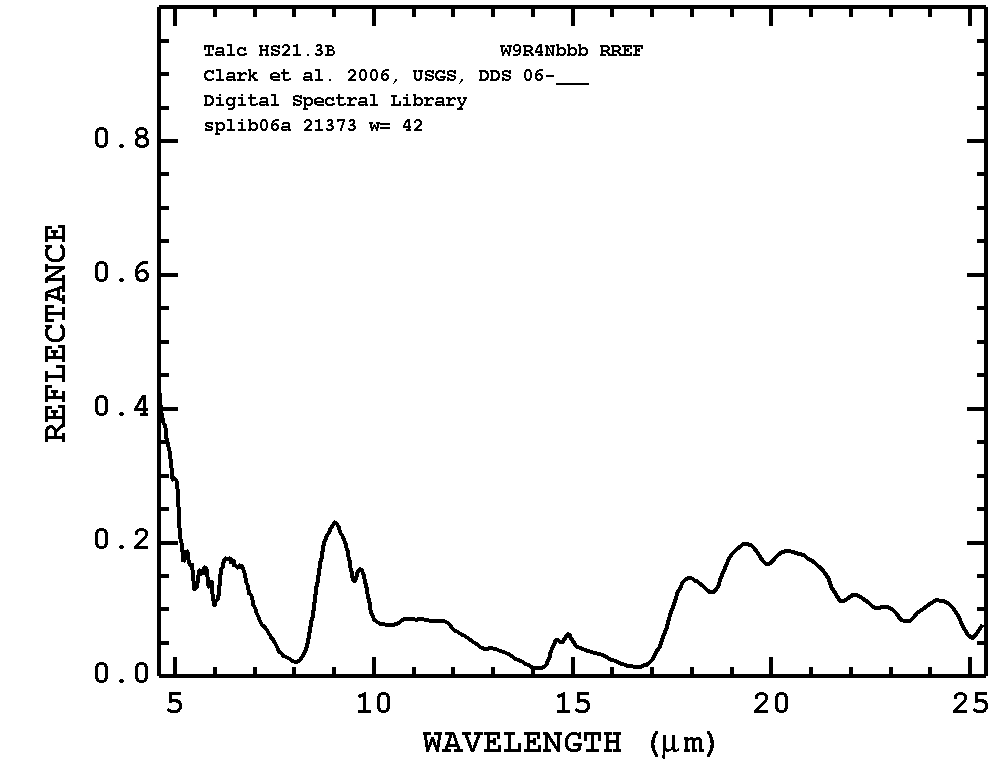 Talc HS21.3B W9R4Nbbb RREF
Clark et al. 2006, USGS, DDS 06-___
Digital Spectral Library
splib06a 21373 w= 42
REFLECTANCE
0.8
0.6
0.4
0.2
0.0
5 10 15 20 25
WAVELENGTH (μm)